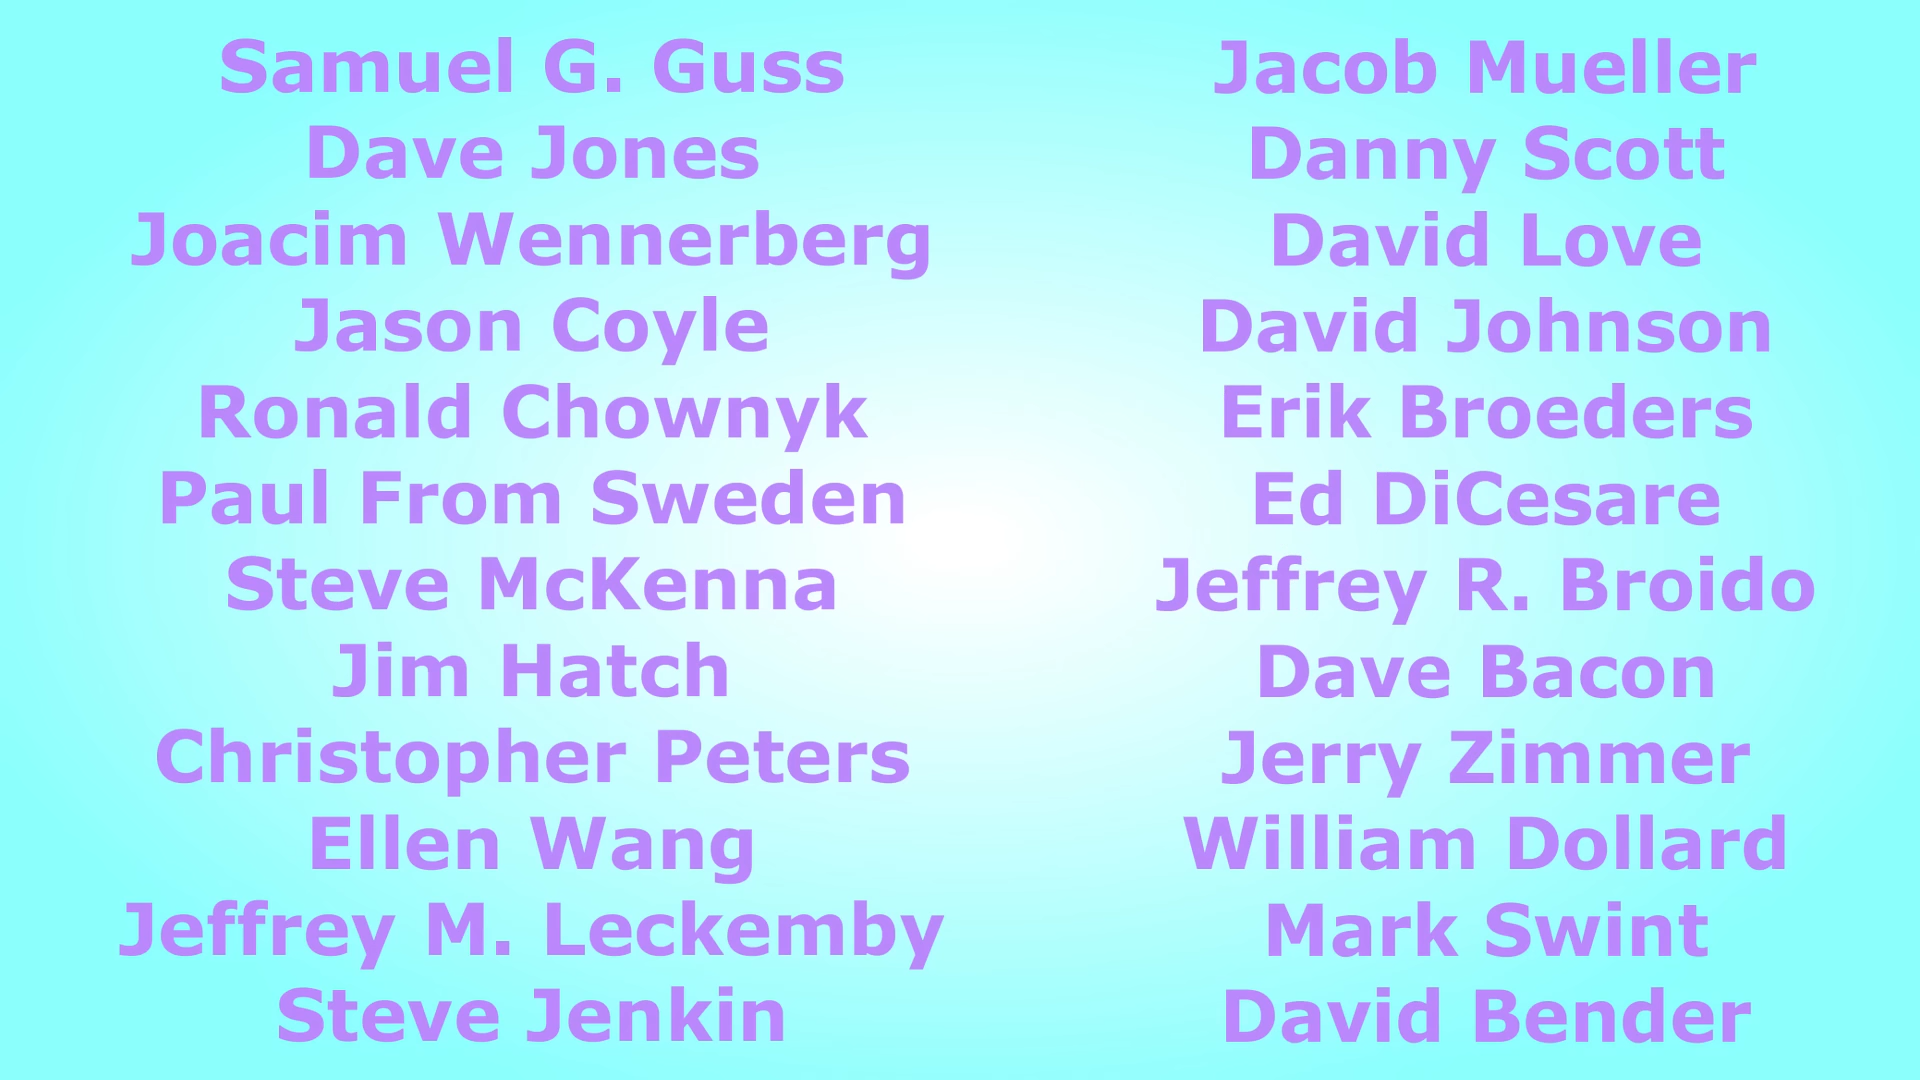 Samuel G. Guss
Dave Jones
Joacim Wennerberg
Jason Coyle
Ronald Chownyk
Paul From Sweden
Steve McKenna
Jim Hatch
Christopher Peters
Ellen Wang
Jeffrey M. Leckemby
Steve Jenkin
Jacob Mueller
Danny Scott
David Love
David Johnson
Erik Broeders
Ed DiCesare
Jeffrey R. Broido
Dave Bacon
Jerry Zimmer
William Dollard
Mark Swint
David Bender